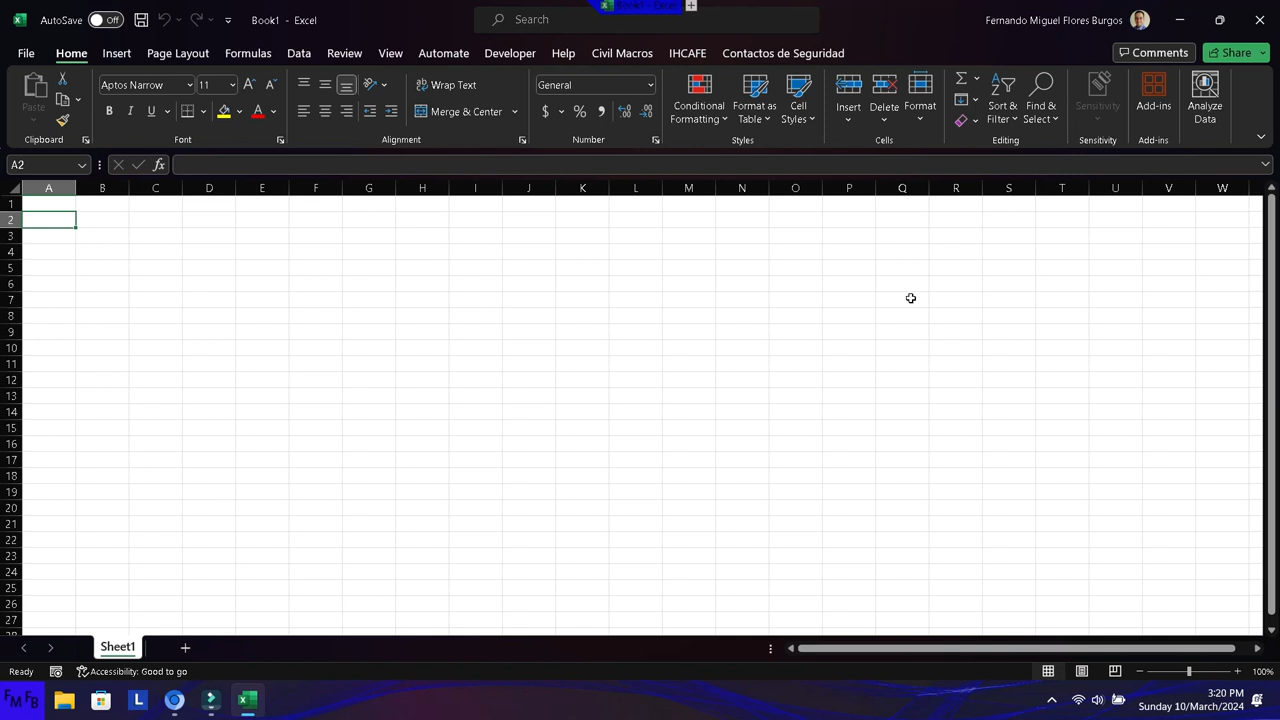 Book1 - Excel
AutoSave Off Book1 - Excel Search Fernando Miguel Flores Burgos
File Home Insert Page Layout Formulas Data Review View Automate Developer Help Civil Macros IHCAFE Contactos de Seguridad Comments Share
Paste Aptos Narrow 11 Wrap Text General Conditional Formatting Format as Table Cell Styles Insert Delete Format Sort & Filter Find & Select Sensitivity Add-ins Analyze Data
B I U A Merge & Center $ %
Clipboard Font Alignment Number Styles Cells Editing Sensitivity Add-ins
A2 fx
A B C D E F G H I J K L M N O P Q R S T U V W
1
2
3
4
5
6
7
8
9
10
11
12
13
14
15
16
17
18
19
20
21
22
23
24
25
26
27
28
Sheet1
Ready Accessibility: Good to go 100%
FMFB L 3:20 PM
Sunday 10/March/2024